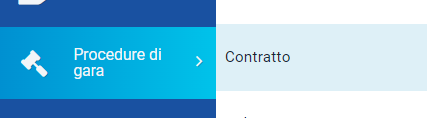 Procedure di
gara
Contratto